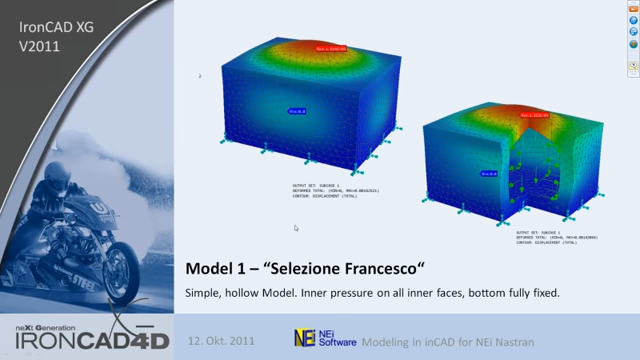 IronCAD XG
V2011
OUTPUT SET: SUBCASE 1
CONTOUR: DISPLACEMENT (TOTAL)
OUTPUT SET: SUBCASE 1
CONTOUR: DISPLACEMENT (TOTAL)
Model 1 – “Selezione Francesco“
Simple, hollow Model. Inner pressure on all inner faces, bottom fully fixed.
neXt Generation
IRONCAD4D
12. Okt. 2011
NEi
Software
Modeling in inCAD for NEi Nastran